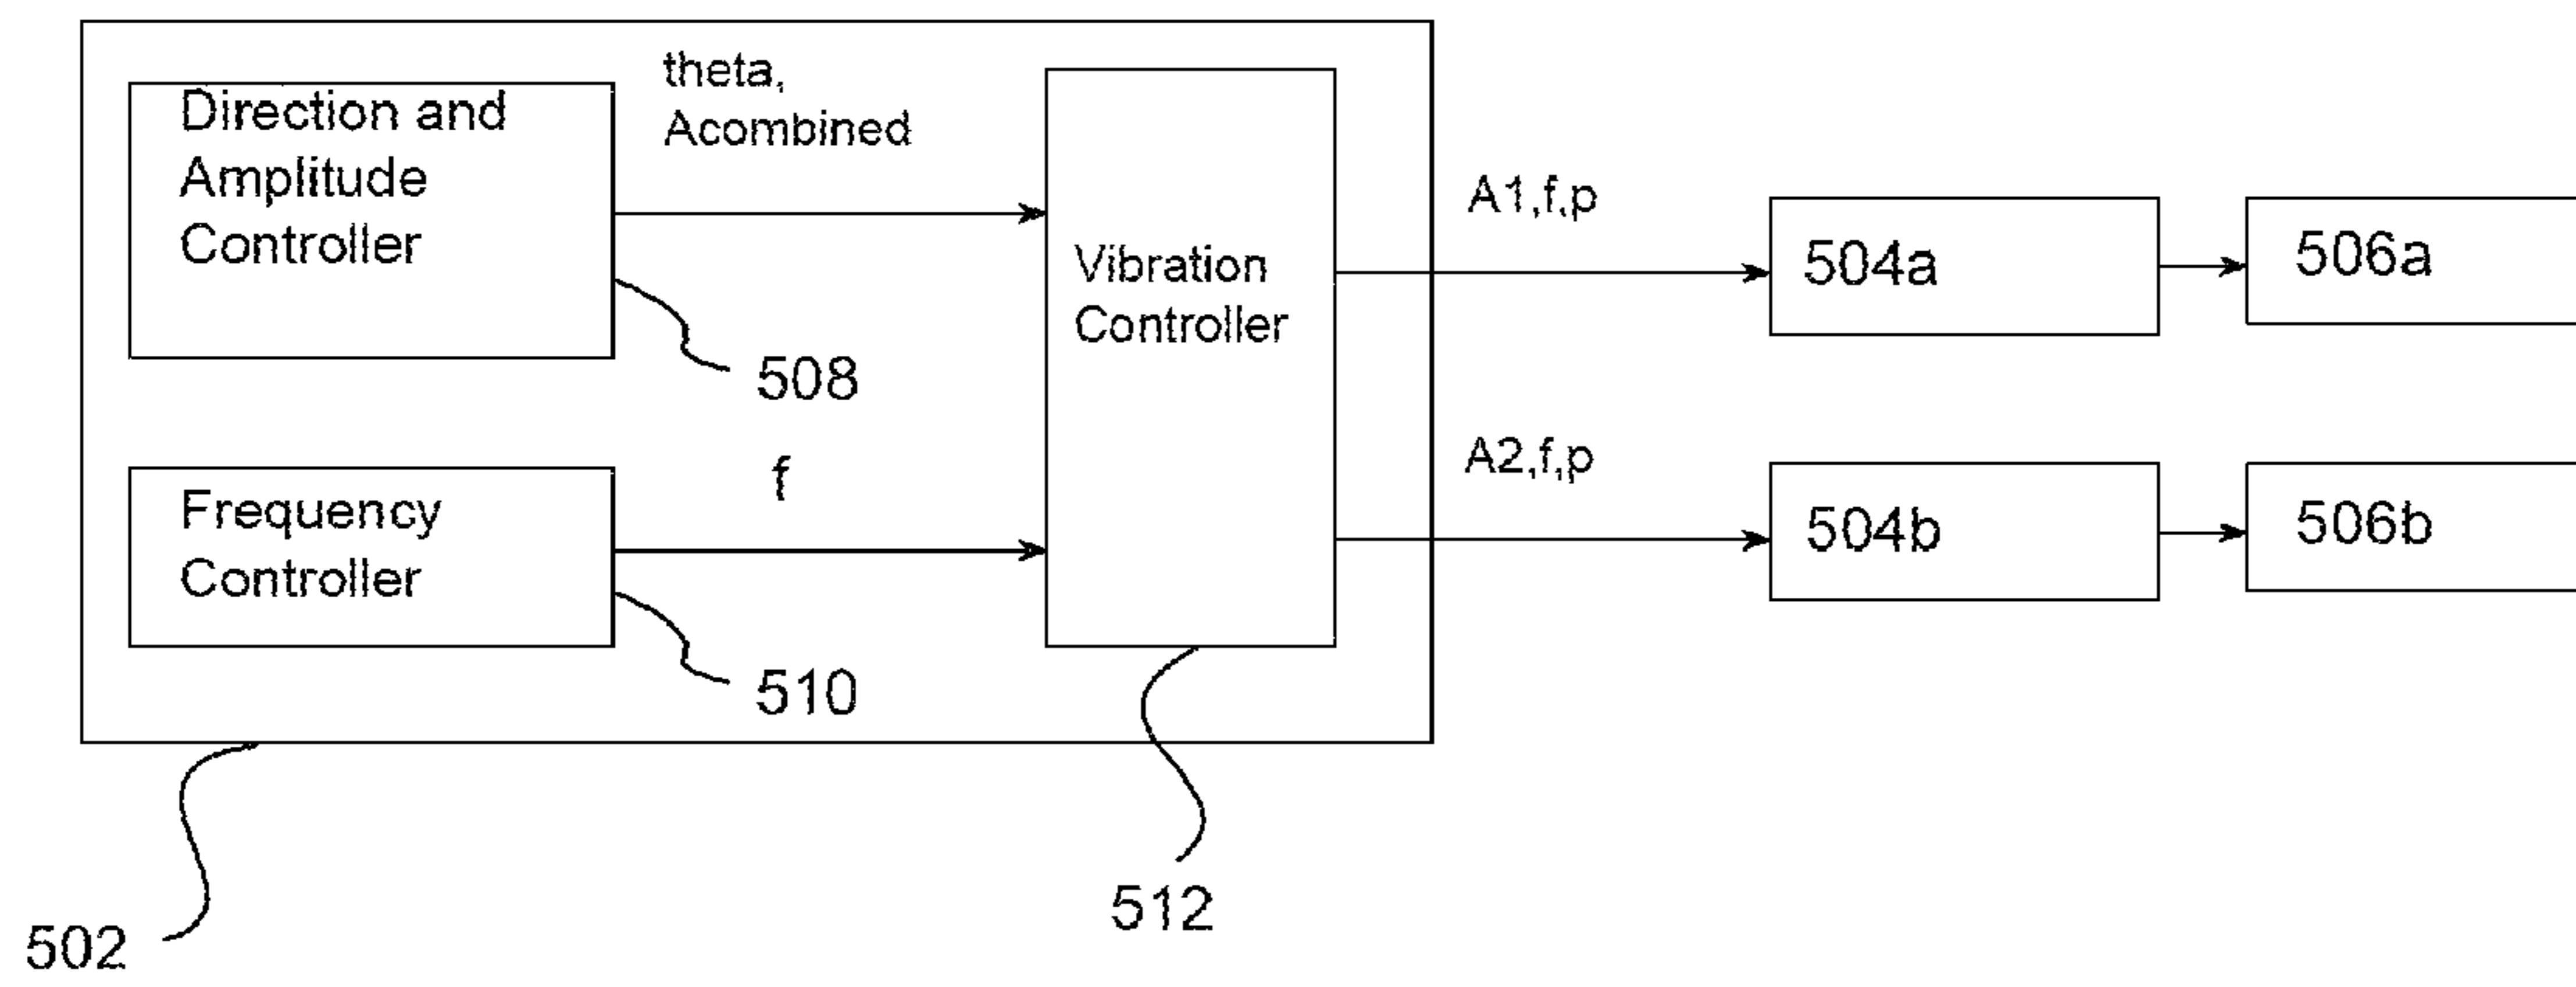 Direction and
Amplitude
Controller
theta,
Acombined
508
Frequency
Controller
f
510
Vibration
Controller
512
502
A1,f,p
504a
506a
A2,f,p
504b
506b